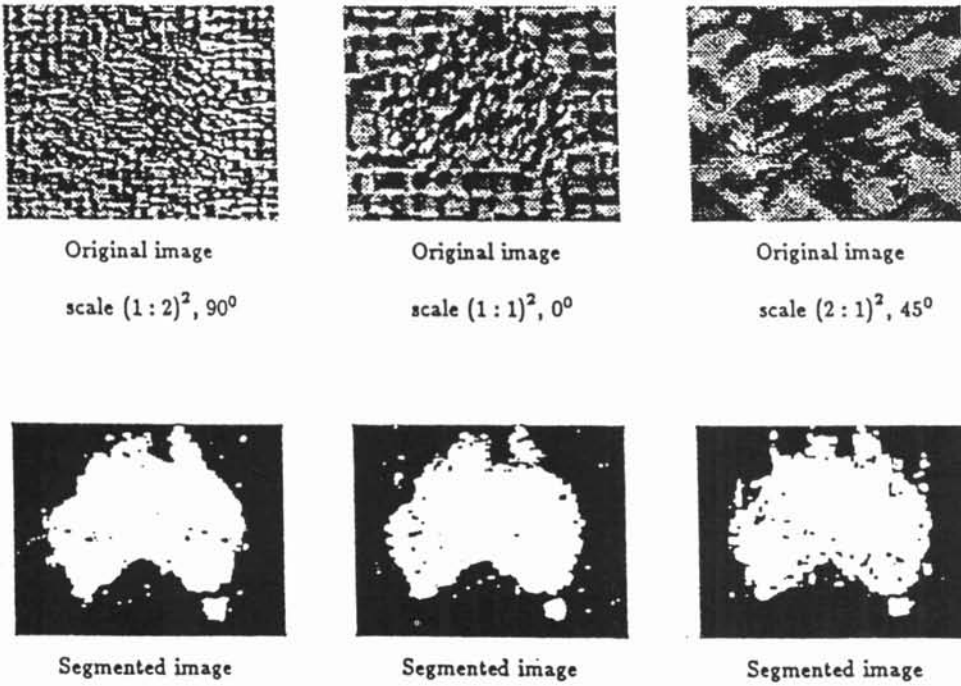 Original image
Original image
Original image
scale (1 : 2)², 90⁰
scale (1 : 1)², 0⁰
scale (2 : 1)², 45⁰
Segmented image
Segmented image
Segmented image